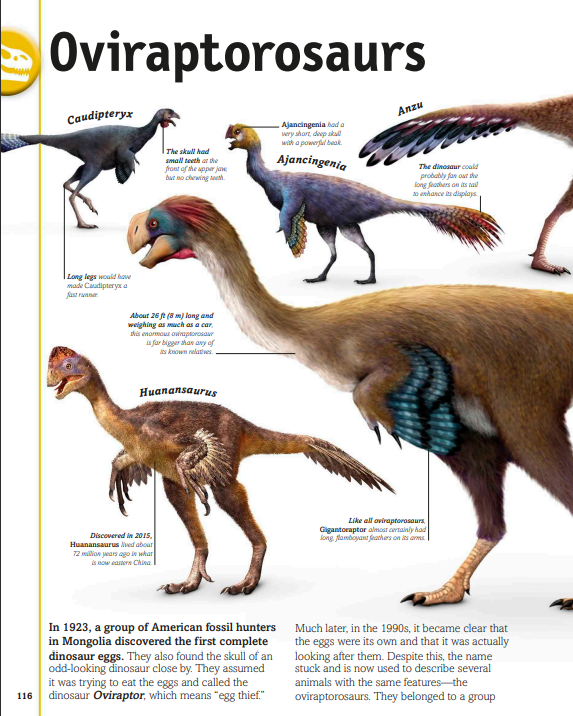 Oviraptorosaurs
Caudipteryx
Anzu
Ajancingenia had a
very short, deep skull
with a powerful beak.
The skull had
small teeth at the
front of the upper jaw,
but no chewing teeth.
Ajancingenia
The dinosaur could
probably fan out the
long feathers on its tail
to enhance its displays.
Long legs would have
made Caudipteryx a
fast runner.
About 26 ft (8 m) long and
weighing as much as a car,
this enormous oviraptorosaur
is far bigger than any of
its known relatives.
Huanansaurus
Like all oviraptorosaurs,
Gigantoraptor almost certainly had
long, flamboyant feathers on its arms.
Discovered in 2015,
Huanansaurus lived about
72 million years ago in what
is now eastern China.
In 1923, a group of American fossil hunters
in Mongolia discovered the first complete
dinosaur eggs. They also found the skull of an
odd-looking dinosaur close by. They assumed
it was trying to eat the eggs and called the
dinosaur Oviraptor, which means “egg thief.”
Much later, in the 1990s, it became clear that
the eggs were its own and that it was actually
looking after them. Despite this, the name
stuck and is now used to describe several
animals with the same features—the
oviraptorosaurs. They belonged to a group
116